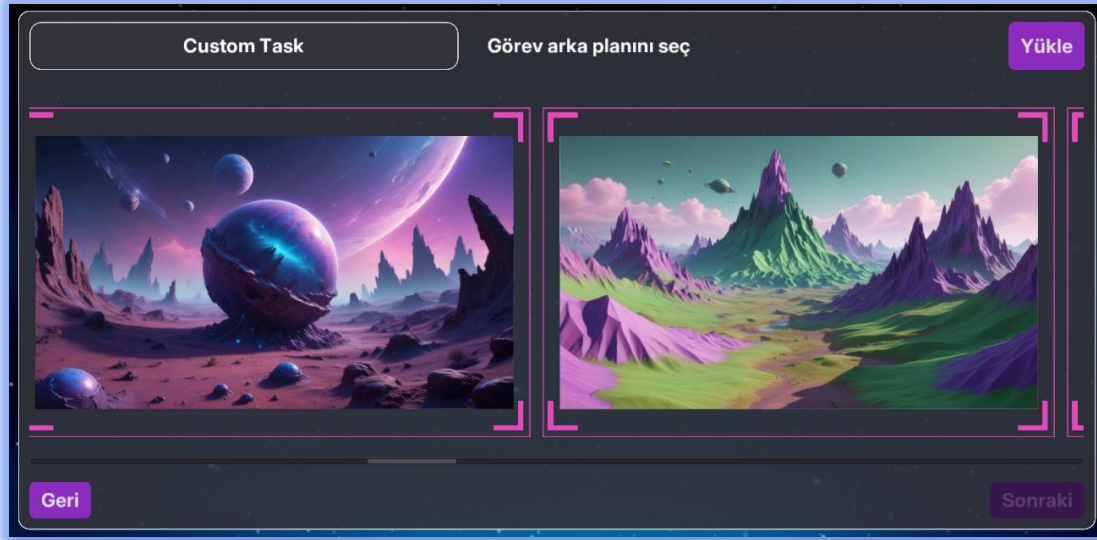 Custom Task
Görev arka planını seç
Yükle
Geri
Sonraki